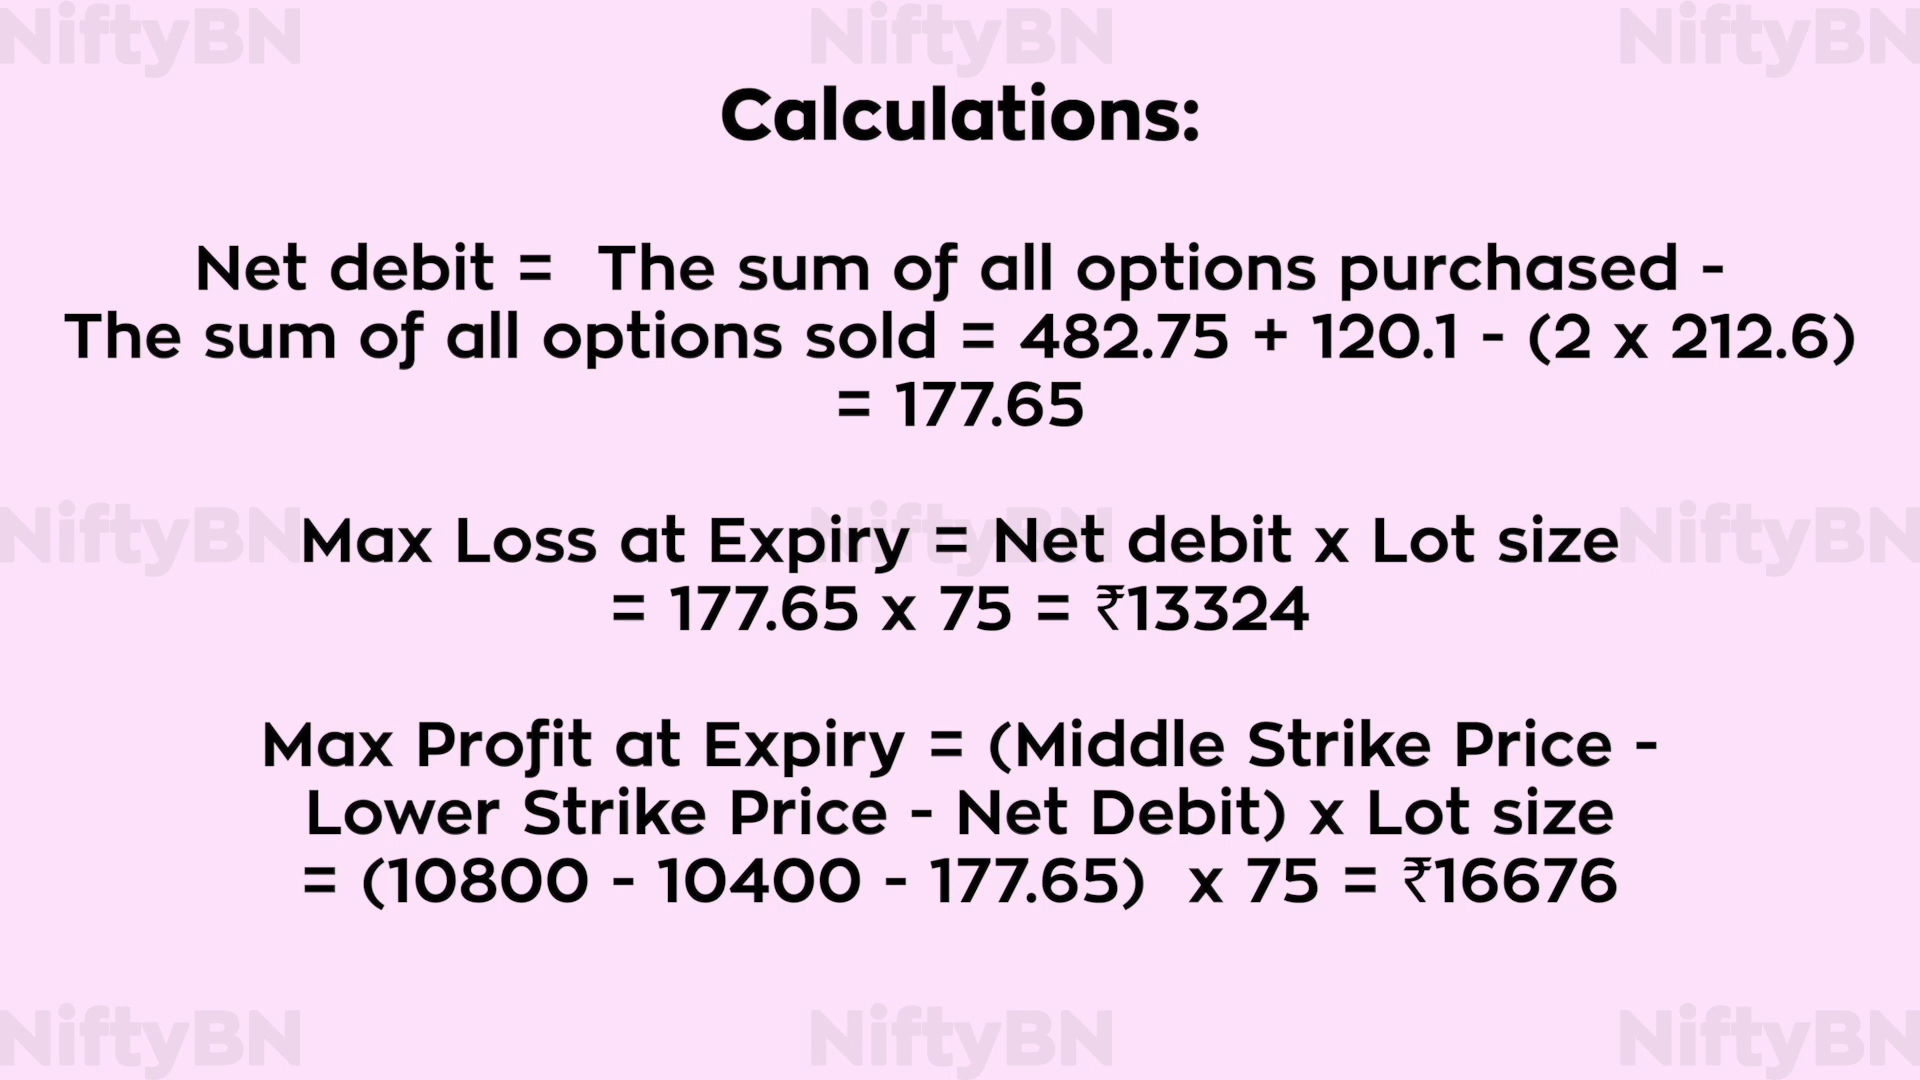 NiftyBN NiftyBN NiftyBN
Calculations:
Net debit = The sum of all options purchased -
The sum of all options sold = 482.75 + 120.1 - (2 x 212.6)
= 177.65
NiftyBN NiftyBN NiftyBN
Max Loss at Expiry = Net debit x Lot size
= 177.65 x 75 = ₹13324
Max Profit at Expiry = (Middle Strike Price -
Lower Strike Price - Net Debit) x Lot size
= (10800 - 10400 - 177.65) x 75 = ₹16676
NiftyBN NiftyBN NiftyBN